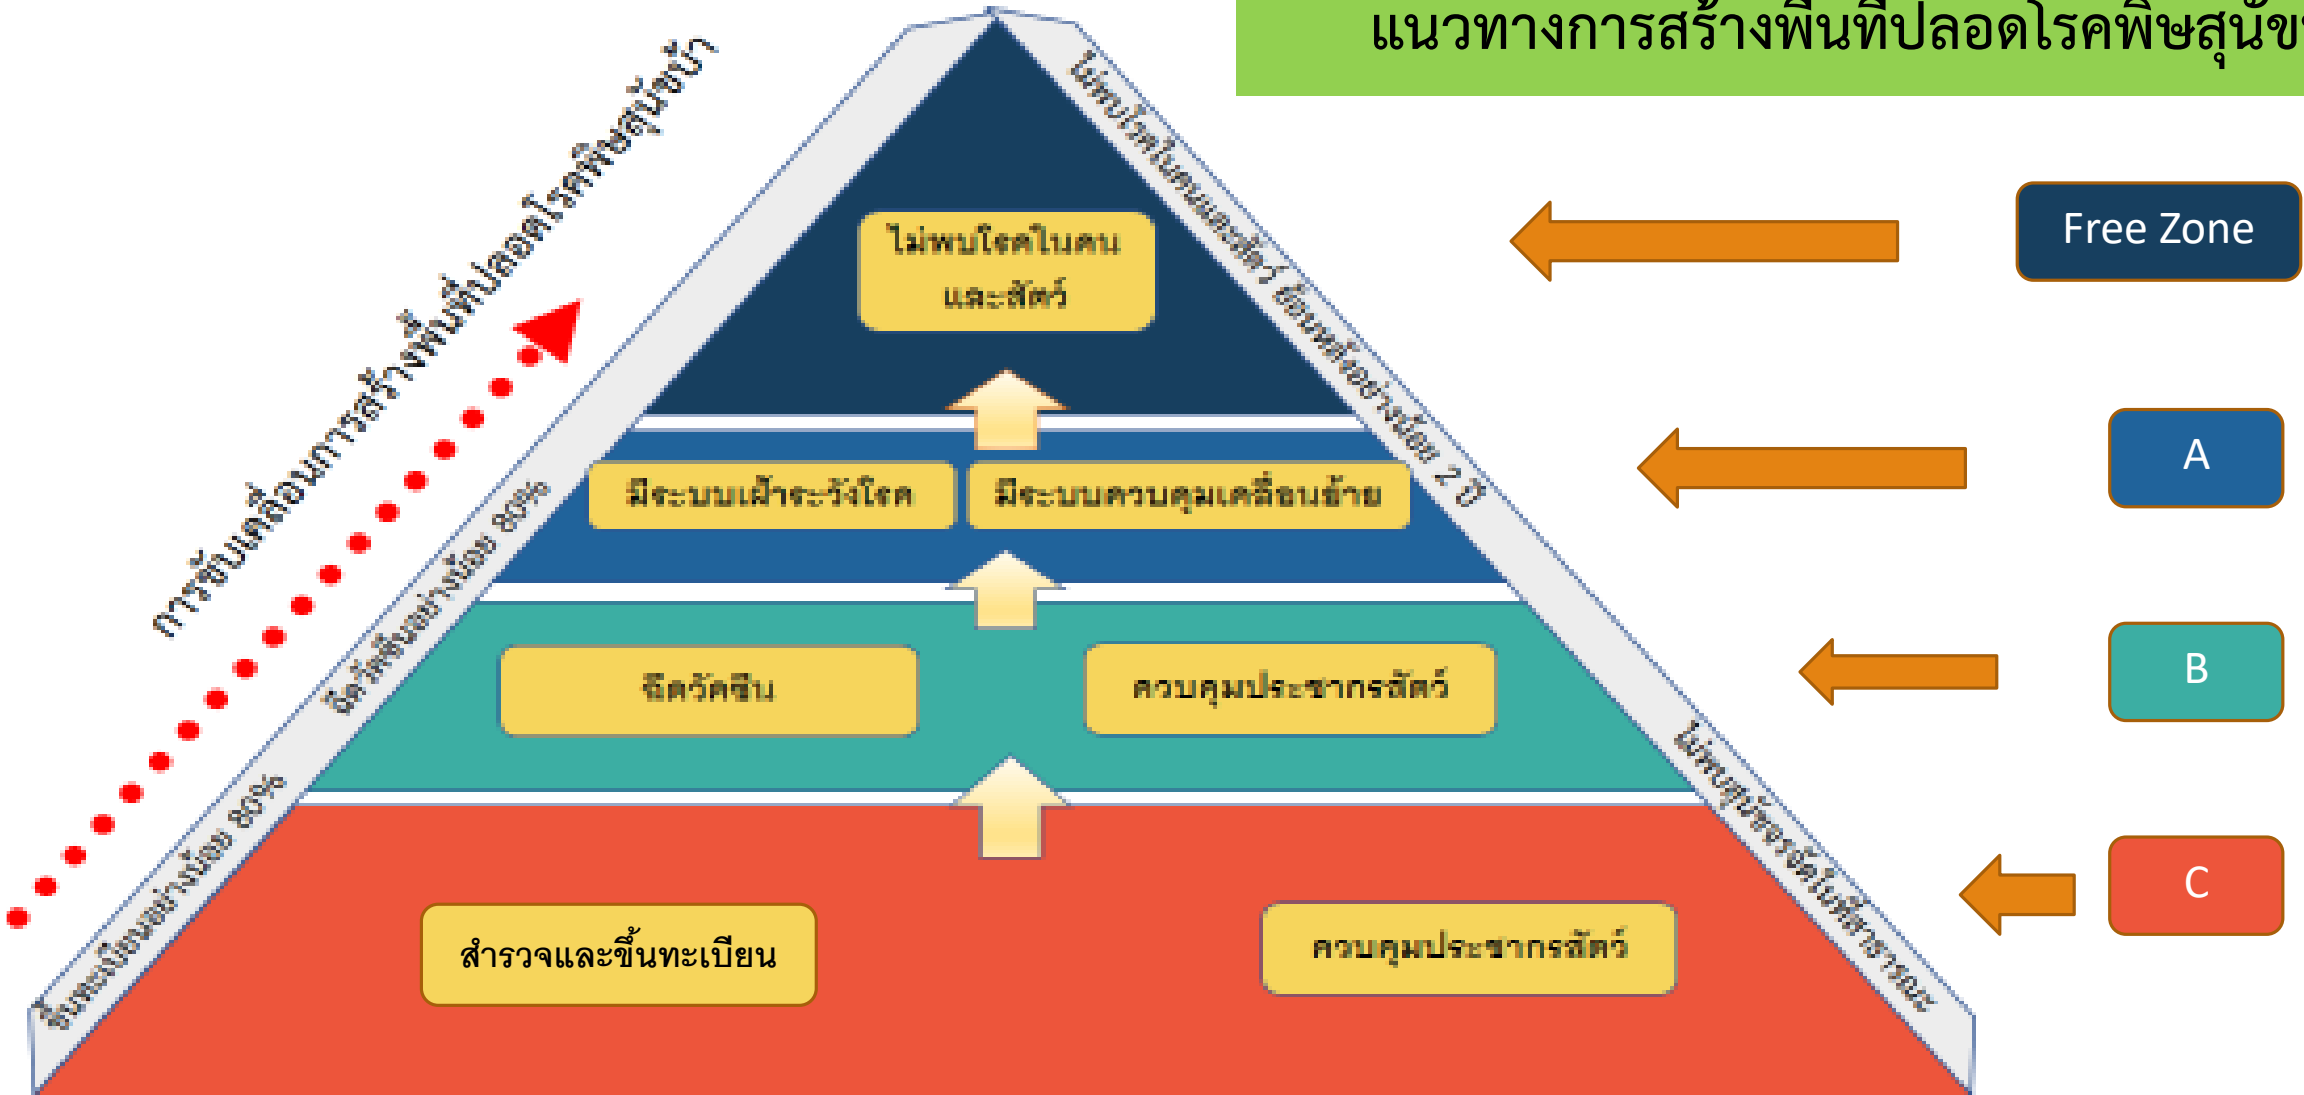 แนวทางการสร้างพื้นที่ปลอดโรคพิษสุนัข
การขับเคลื่อนการสร้างพื้นที่ปลอดโรคพิษสุนัขบ้า
ไม่พบโรคในคนและสัตว์ ย้อนหลังอย่างน้อย 2 ปี
Free Zone
ไม่พบโรคในคน
และสัตว์
A
มีระบบเฝ้าระวังโรค
มีระบบควบคุมเคลื่อนย้าย
ฉีดวัคซีนอย่างน้อย 80%
B
ฉีดวัคซีน
ควบคุมประชากรสัตว์
ไม่พบสุนัขจรจัดในที่สาธารณะ
ขึ้นทะเบียนอย่างน้อย 80%
C
สำรวจและขึ้นทะเบียน
ควบคุมประชากรสัตว์